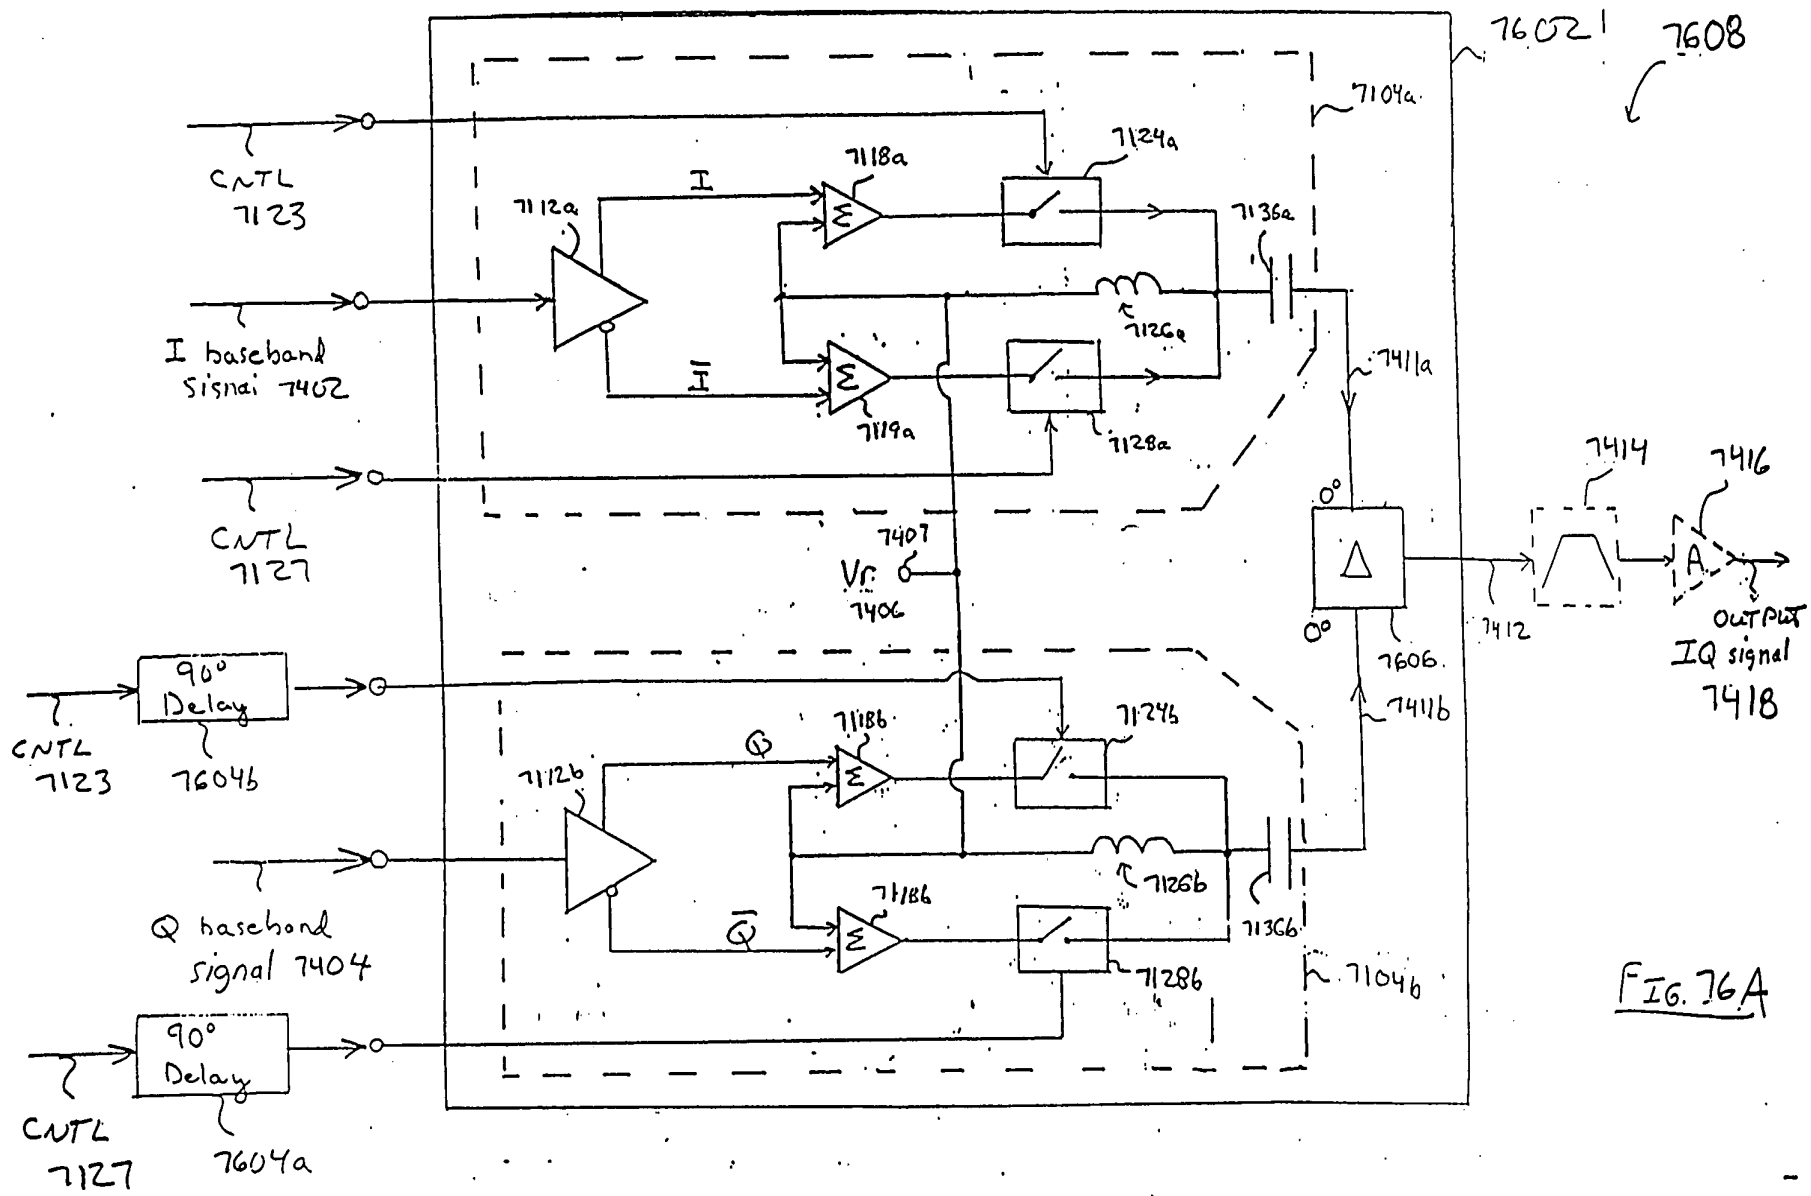 7602'
7608
7104a
7124a
7118a
CNTL
7123
I
7112a
Σ
7136a
7126a
I baseband
signal 7402
Ī
Σ
7411a
7119a
7128a
7414
7416
CNTL
7127
0°
7407
Vr
7406
Δ
A
0°
7412
OUTPUT
IQ signal
7418
7606
90°
Delay
7411b
CNTL
7123
7604b
7118b
7124b
Q
7112b
Σ
7126b
7118b
7136b
Q baseband
signal 7404
Q̄
Σ
7128b
7104b
FIG. 76A
90°
Delay
CNTL
7127
7604a